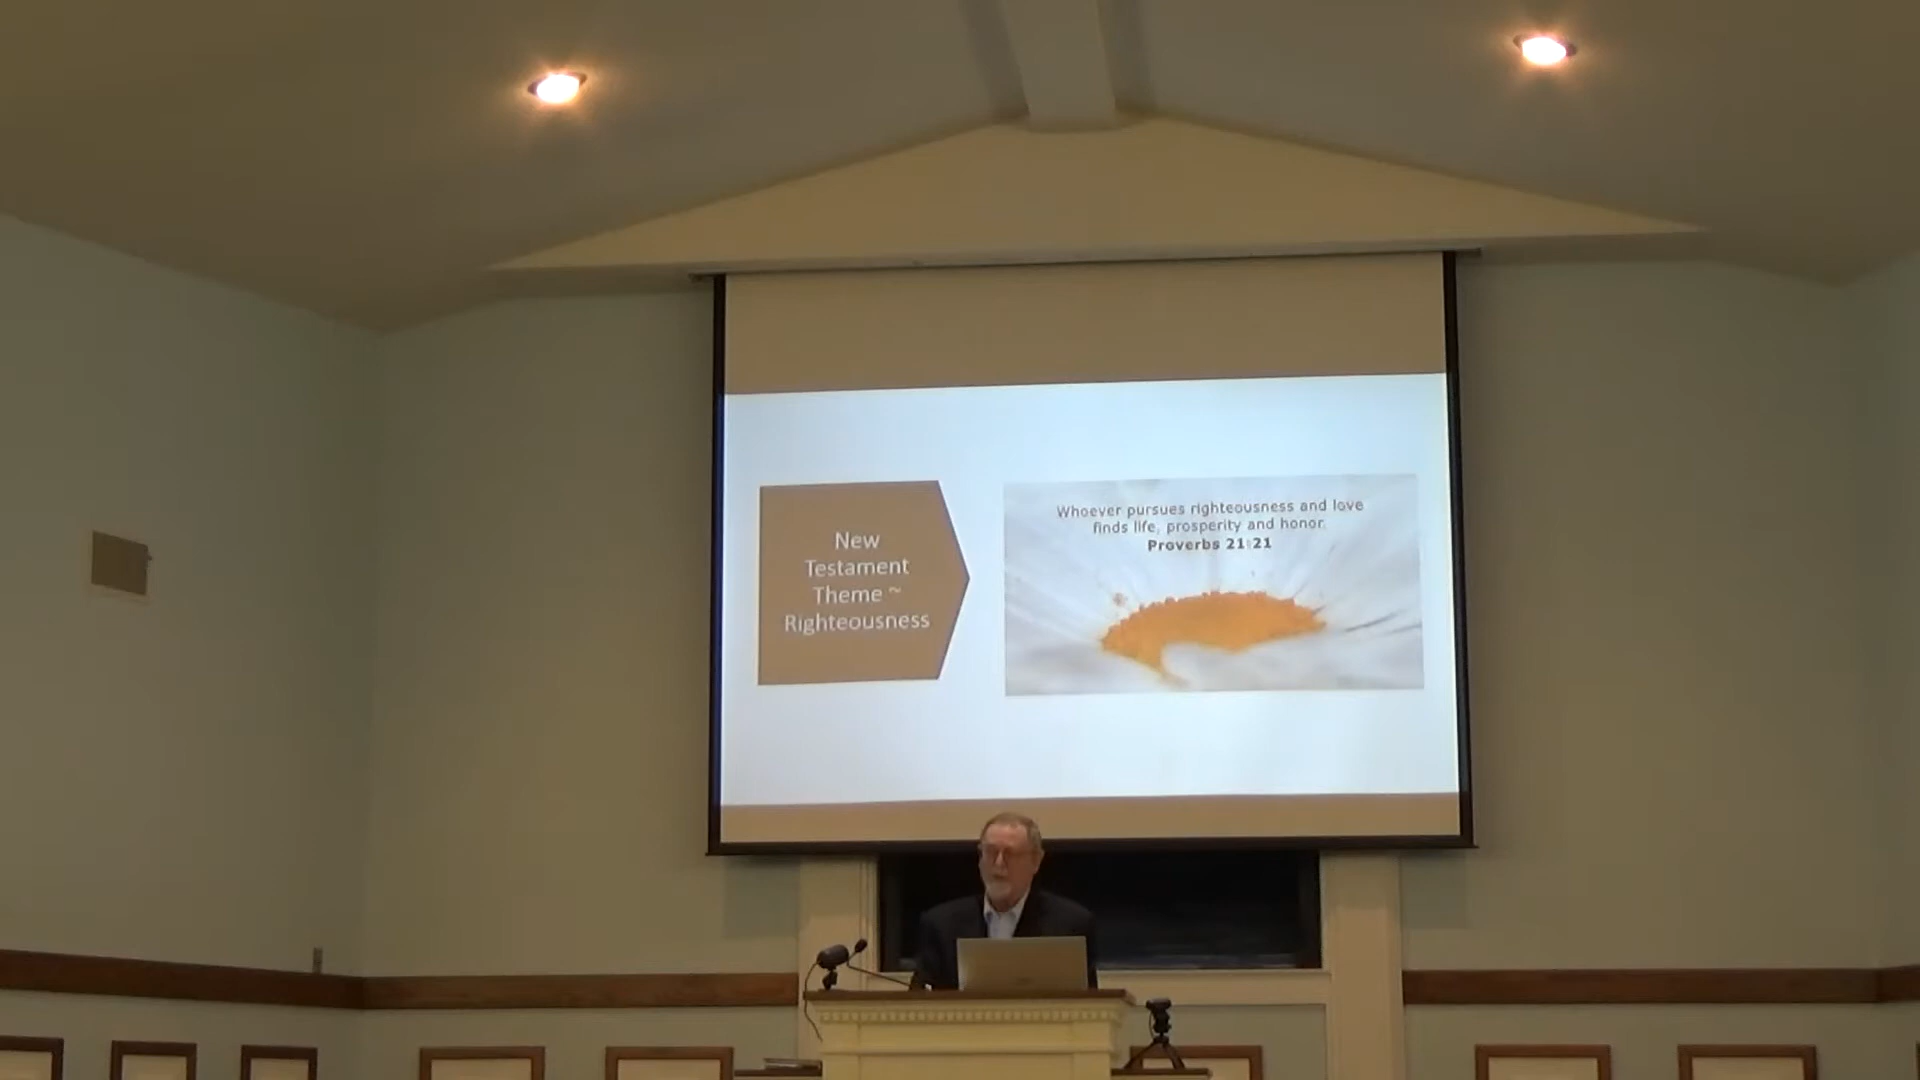 New
Testament
Theme ~
Righteousness
Whoever pursues righteousness and love
finds life, prosperity and honor.
Proverbs 21:21